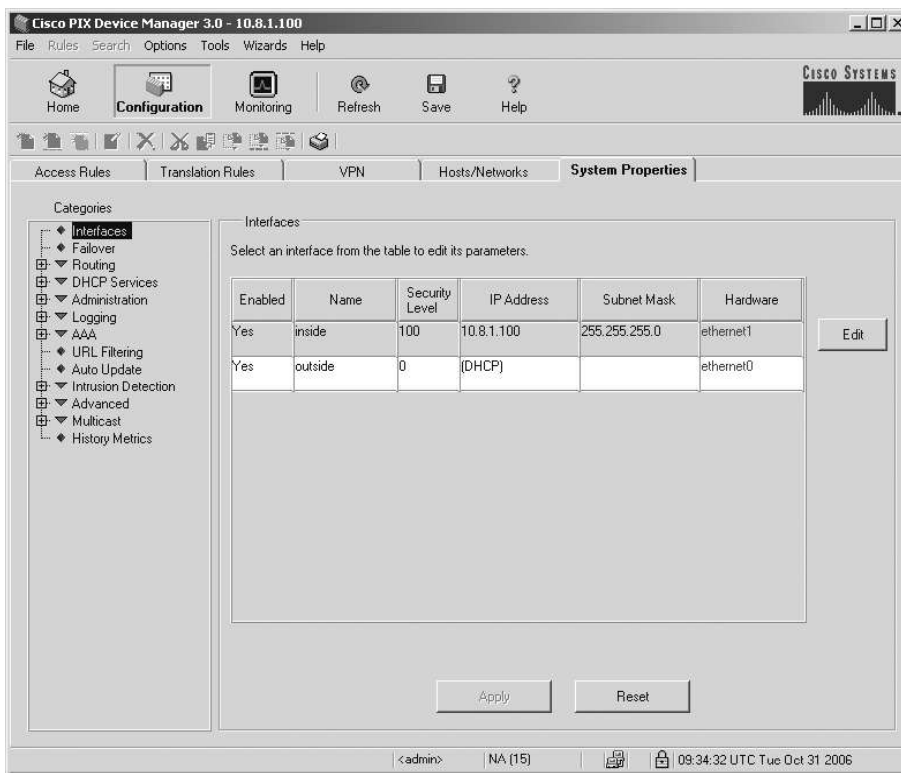 Cisco PIX Device Manager 3.0 - 10.8.1.100
File Rules Search Options Tools Wizards Help
Home Configuration Monitoring Refresh Save Help
CISCO SYSTEMS
Access Rules Translation Rules VPN Hosts/Networks System Properties
Categories
Interfaces
Failover
Routing
DHCP Services
Administration
Logging
AAA
URL Filtering
Auto Update
Intrusion Detection
Advanced
Multicast
History Metrics
Interfaces
Select an interface from the table to edit its parameters.
Enabled Name Security Level IP Address Subnet Mask Hardware
Yes inside 100 10.8.1.100 255.255.255.0 ethernet1
Yes outside 0 (DHCP) ethernet0
Edit
Apply Reset
<admin> NA (15) 09:34:32 UTC Tue Oct 31 2006